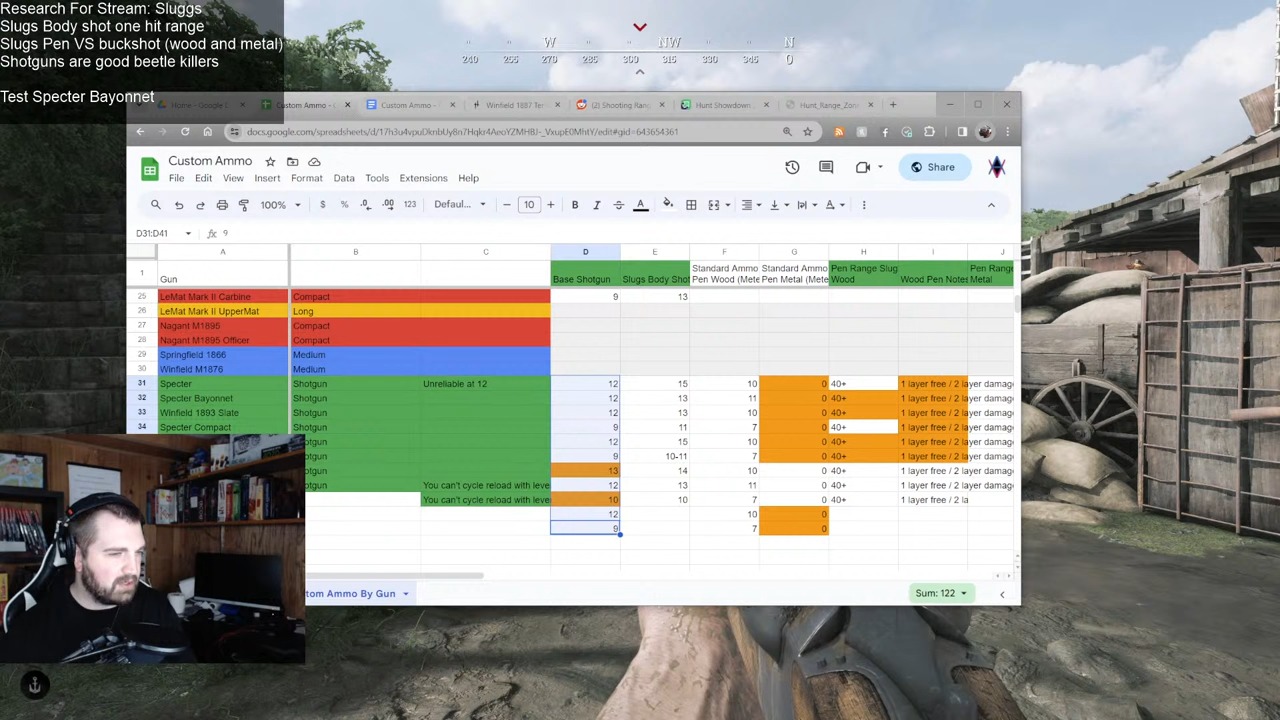 Research For Stream: Sluggs
Slugs Body shot one hit range
Slugs Pen VS buckshot (wood and metal)
Shotguns are good beetle killers
Test Specter Bayonnet
W NW N
240 255 270 285 300 315 330 345 0
Home - Google
Custom Ammo -
Custom Ammo -
Winfield 1887 Ter
(2) Shooting Ran
Hunt Showdown
Hunt_Range_Zon
Custom Ammo
File Edit View Insert Format Data Tools Extensions Help
Share
100% $ % .0 .00 123 Defaul... 10 B I A
D31:D41 9
A B C D E F G H I J
1 Gun Base Shotgun Slugs Body Shot Standard Ammo Pen Wood (Mete Standard Ammo Pen Metal (Mete Pen Range Slug Wood Wood Pen Notes Pen Range Metal
25 LeMat Mark II Carbine Compact 9 13
26 LeMat Mark II UpperMat Long
27 Nagant M1895 Compact
28 Nagant M1895 Officer Compact
29 Springfield 1866 Medium
30 Winfield M1876 Medium
31 Specter Shotgun Unreliable at 12 12 15 10 0 40+ 1 layer free / 2 layer damage
32 Specter Bayonnet Shotgun 12 13 11 0 40+ 1 layer free / 2 layer damage
33 Winfield 1893 Slate Shotgun 12 13 10 0 40+ 1 layer free / 2 layer damage
34 Specter Compact Shotgun 9 11 7 0 40+ 1 layer free / 2 layer damage
otgun 12 15 10 0 40+ 1 layer free / 2 layer damage
otgun 9 10-11 7 0 40+ 1 layer free / 2 layer damage
otgun 13 14 10 0 40+ 1 layer free / 2 layer damage
otgun You can't cycle reload with leve 12 13 11 0 40+ 1 layer free / 2 layer damage
You can't cycle reload with leve 10 10 7 0 40+ 1 layer free / 2 la
12 10 0
9 7 0
tom Ammo By Gun
Sum: 122